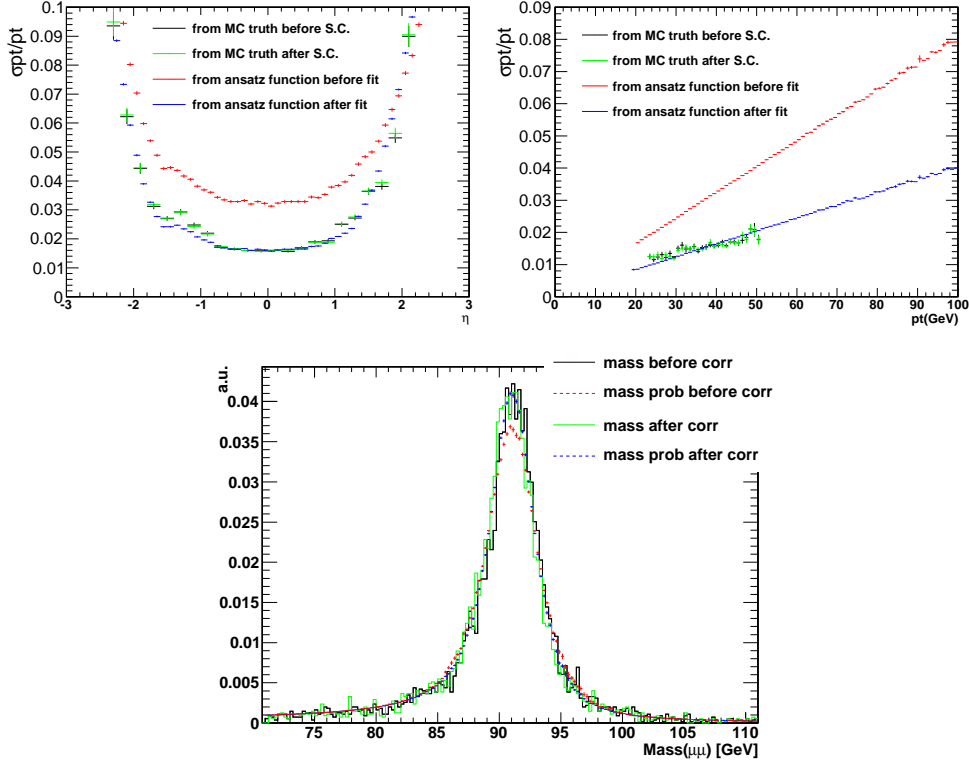 σpt/pt
0.1
0.09
0.08
0.07
0.06
0.05
0.04
0.03
0.02
0.01
0
from MC truth before S.C.
from MC truth after S.C.
from ansatz function before fit
from ansatz function after fit
-3 -2 -1 0 1 2 3
η
σpt/pt
0.09
0.08
0.07
0.06
0.05
0.04
0.03
0.02
0.01
0
from MC truth before S.C.
from MC truth after S.C.
from ansatz function before fit
from ansatz function after fit
0 10 20 30 40 50 60 70 80 90 100
pt(GeV)
a.u.
0.04
0.035
0.03
0.025
0.02
0.015
0.01
0.005
0
mass before corr
mass prob before corr
mass after corr
mass prob after corr
75 80 85 90 95 100 105 110
Mass(μμ) [GeV]